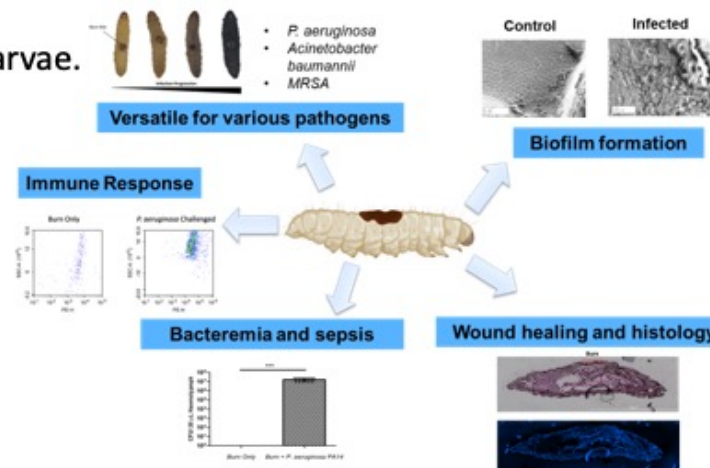 arvae.
• P. aeruginosa
• Acinetobacter
baumannii
• MRSA
Versatile for various pathogens
Control
Infected
Biofilm formation
Immune Response
Burn Only
P. aeruginosa Challenged
Bacteremia and sepsis
Burn Only
Burn + P. aeruginosa PA14
Wound healing and histology
Burn